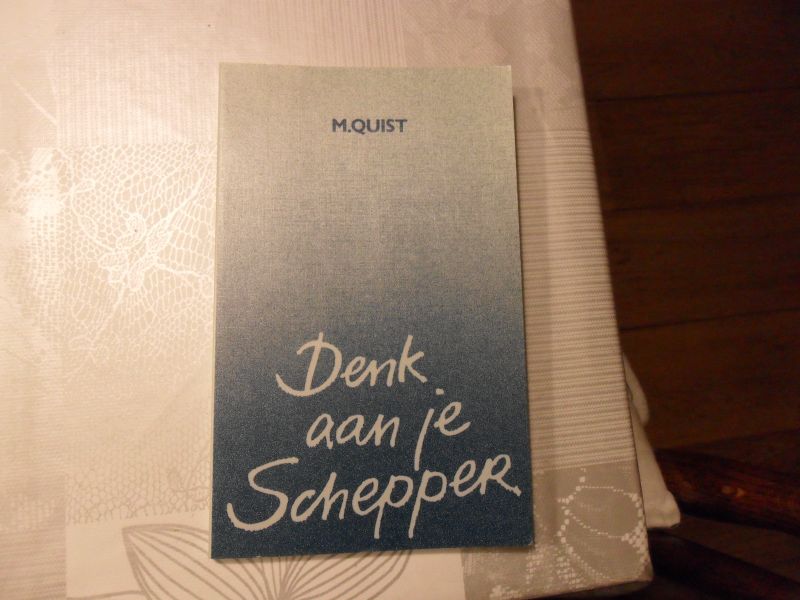 M.QUIST
Denk
aan je
Schepper